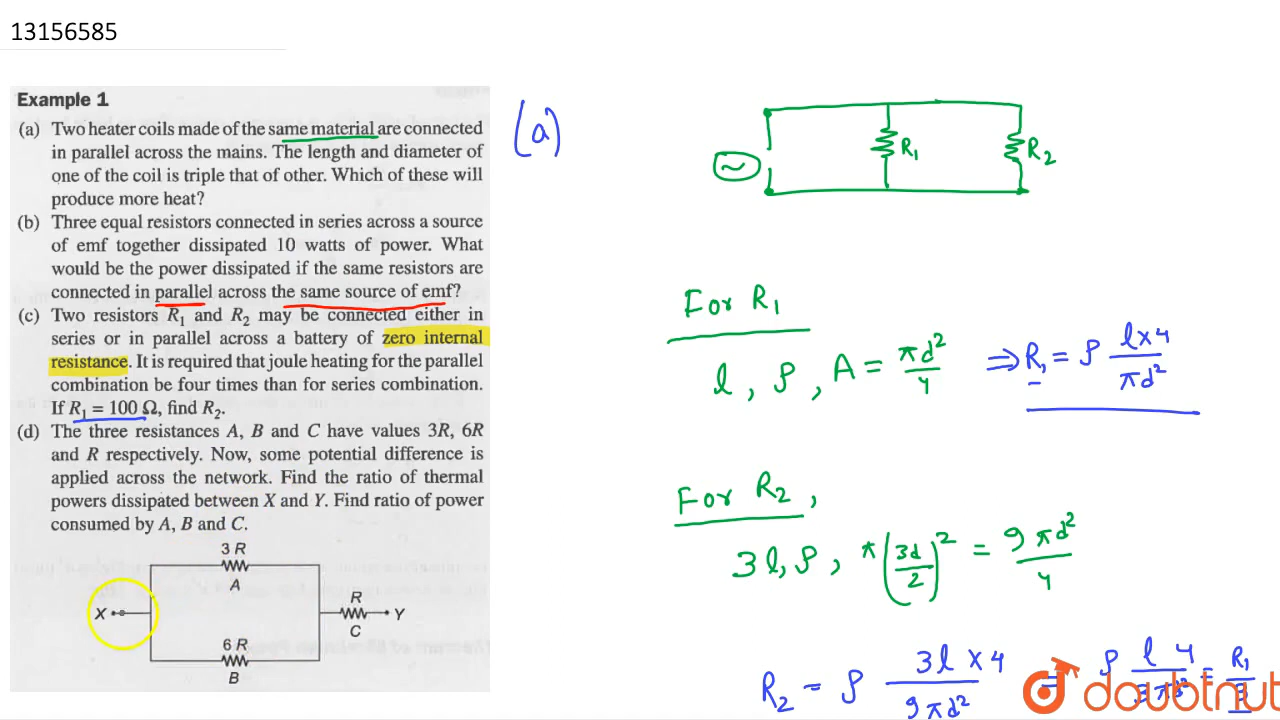 13156585
Example 1
(a) Two heater coils made of the same material are connected
in parallel across the mains. The length and diameter of
one of the coil is triple that of other. Which of these will
produce more heat?
(b) Three equal resistors connected in series across a source
of emf together dissipated 10 watts of power. What
would be the power dissipated if the same resistors are
connected in parallel across the same source of emf?
(c) Two resistors R₁ and R₂ may be connected either in
series or in parallel across a battery of zero internal
resistance. It is required that joule heating for the parallel
combination be four times than for series combination.
If R₁ = 100 Ω, find R₂.
(d) The three resistances A, B and C have values 3R, 6R
and R respectively. Now, some potential difference is
applied across the network. Find the ratio of thermal
powers dissipated between X and Y. Find ratio of power
consumed by A, B and C.
3 R
A
X
R
Y
C
6 R
B
(a)
~
R₁
R₂
For R₁
l, ρ, A = πd²/4 ⇒ R₁ = ρ l×4/πd²
For R₂,
3l, ρ, π(3d/2)² = 9πd²/4
R₂ = ρ 3l×4/9πd² = ρ l4/3πd² = R₁/3
doubtnut